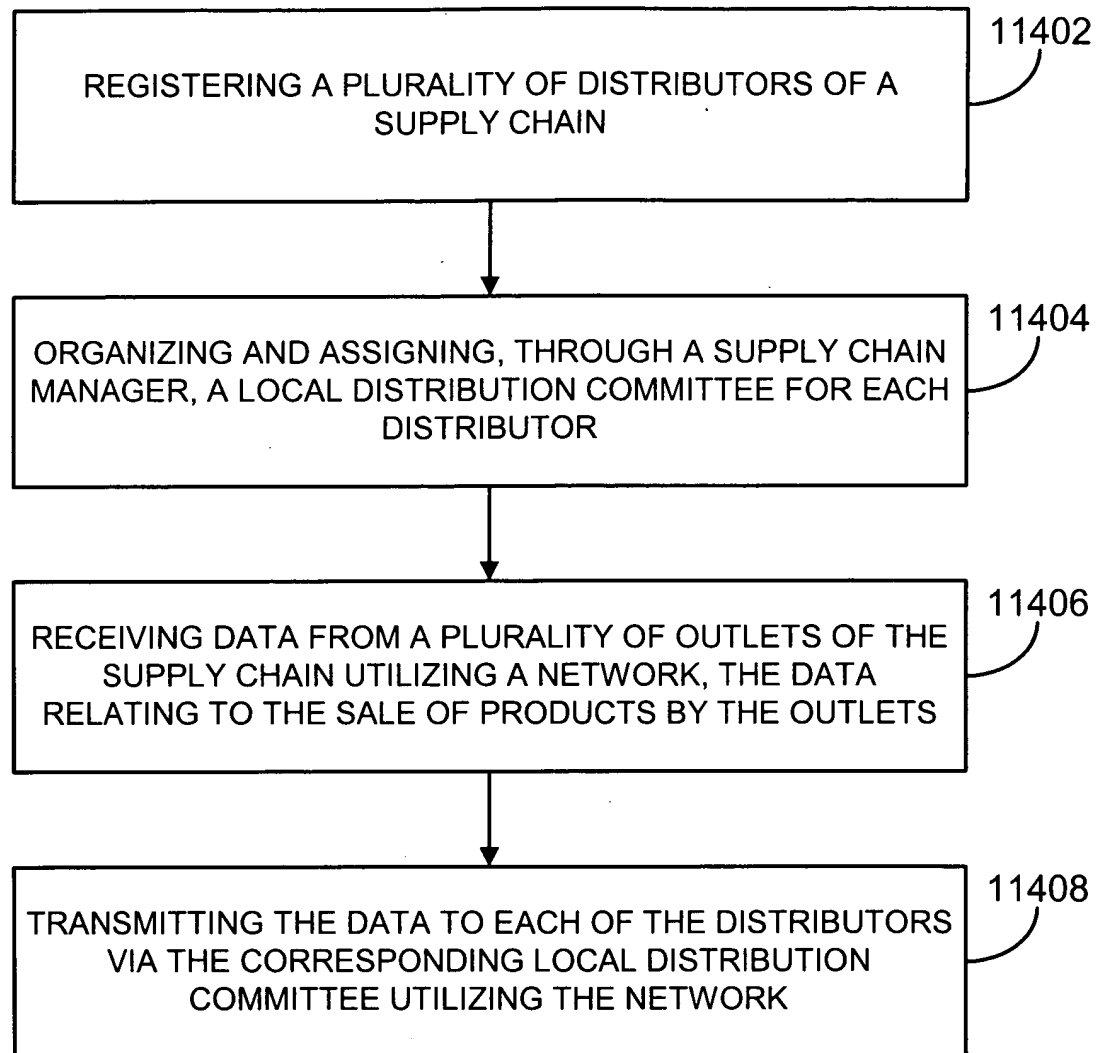 11402
REGISTERING A PLURALITY OF DISTRIBUTORS OF A
SUPPLY CHAIN
11404
ORGANIZING AND ASSIGNING, THROUGH A SUPPLY CHAIN
MANAGER, A LOCAL DISTRIBUTION COMMITTEE FOR EACH
DISTRIBUTOR
11406
RECEIVING DATA FROM A PLURALITY OF OUTLETS OF THE
SUPPLY CHAIN UTILIZING A NETWORK, THE DATA
RELATING TO THE SALE OF PRODUCTS BY THE OUTLETS
11408
TRANSMITTING THE DATA TO EACH OF THE DISTRIBUTORS
VIA THE CORRESPONDING LOCAL DISTRIBUTION
COMMITTEE UTILIZING THE NETWORK